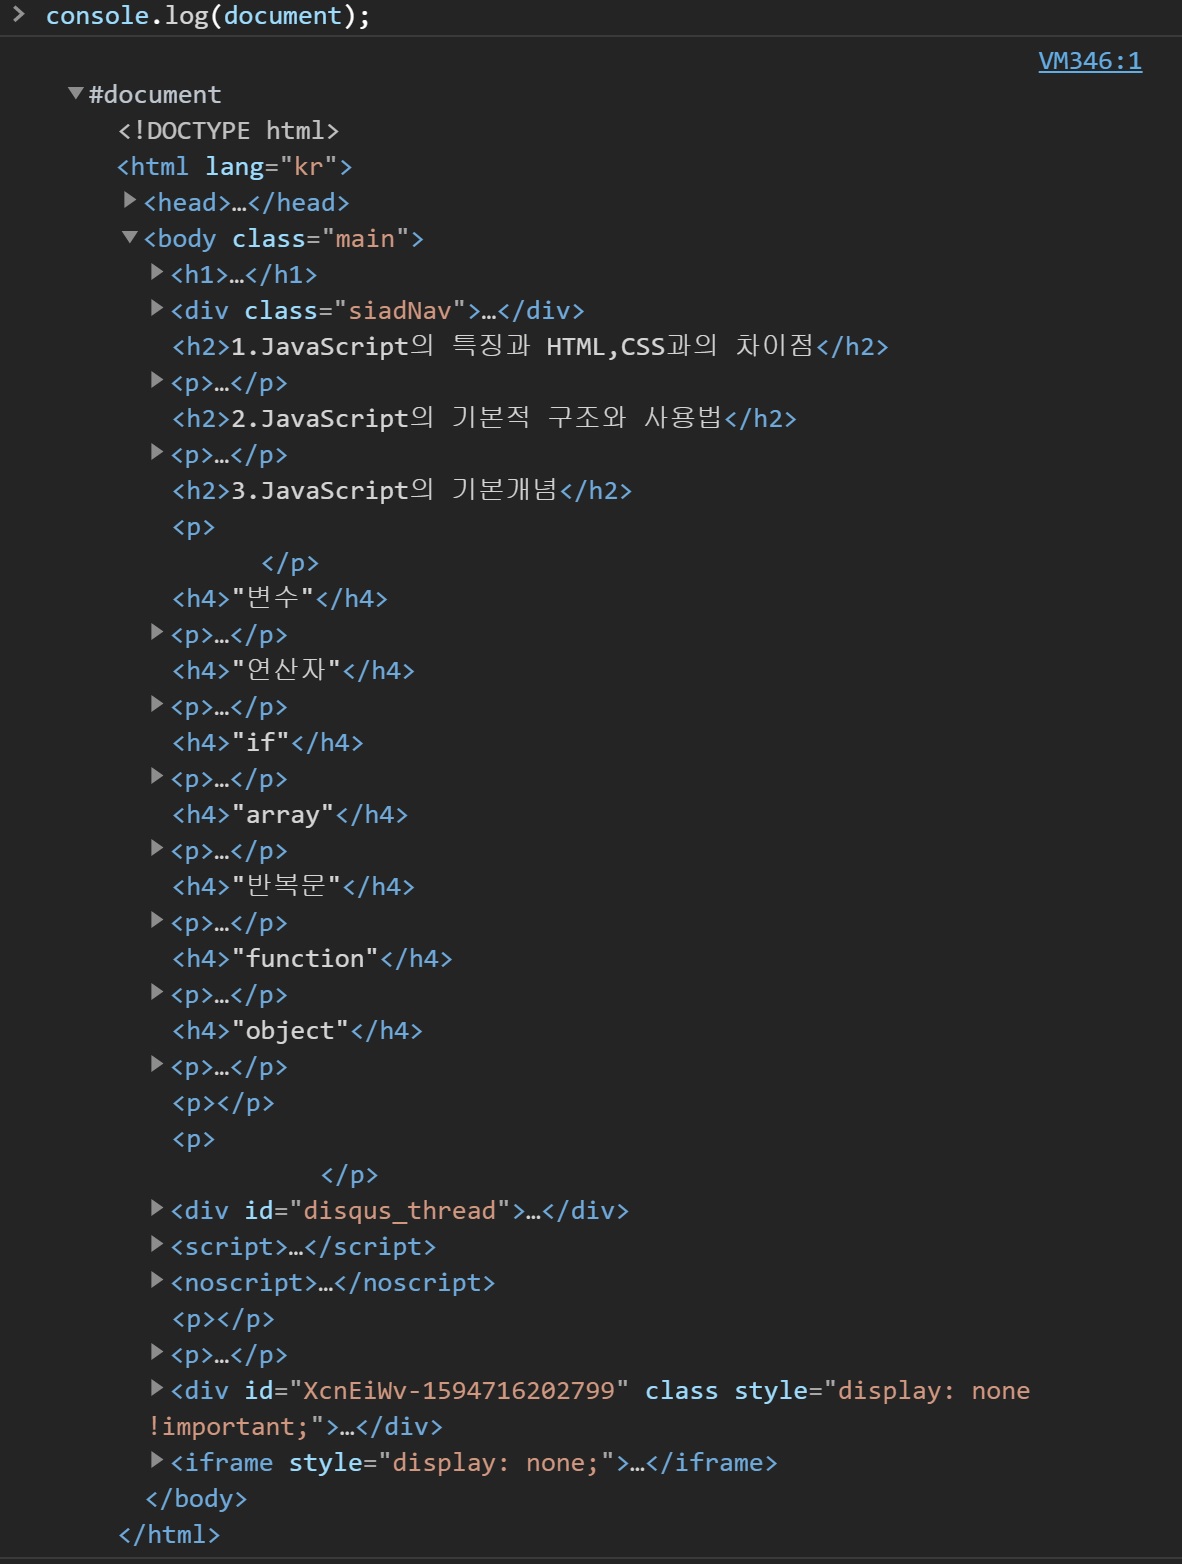 > console.log(document);
VM346:1
▼#document
<!DOCTYPE html>
<html lang="kr">
▶<head>…</head>
▼<body class="main">
▶<h1>…</h1>
▶<div class="siadNav">…</div>
<h2>1.JavaScript의 특징과 HTML,CSS과의 차이점</h2>
▶<p>…</p>
<h2>2.JavaScript의 기본적 구조와 사용법</h2>
▶<p>…</p>
<h2>3.JavaScript의 기본개념</h2>
<p>
</p>
<h4>"변수"</h4>
▶<p>…</p>
<h4>"연산자"</h4>
▶<p>…</p>
<h4>"if"</h4>
▶<p>…</p>
<h4>"array"</h4>
▶<p>…</p>
<h4>"반복문"</h4>
▶<p>…</p>
<h4>"function"</h4>
▶<p>…</p>
<h4>"object"</h4>
▶<p>…</p>
<p></p>
<p>
</p>
▶<div id="disqus_thread">…</div>
▶<script>…</script>
▶<noscript>…</noscript>
<p></p>
▶<p>…</p>
▶<div id="XcnEiWv-1594716202799" class style="display: none
!important;">…</div>
▶<iframe style="display: none;">…</iframe>
</body>
</html>